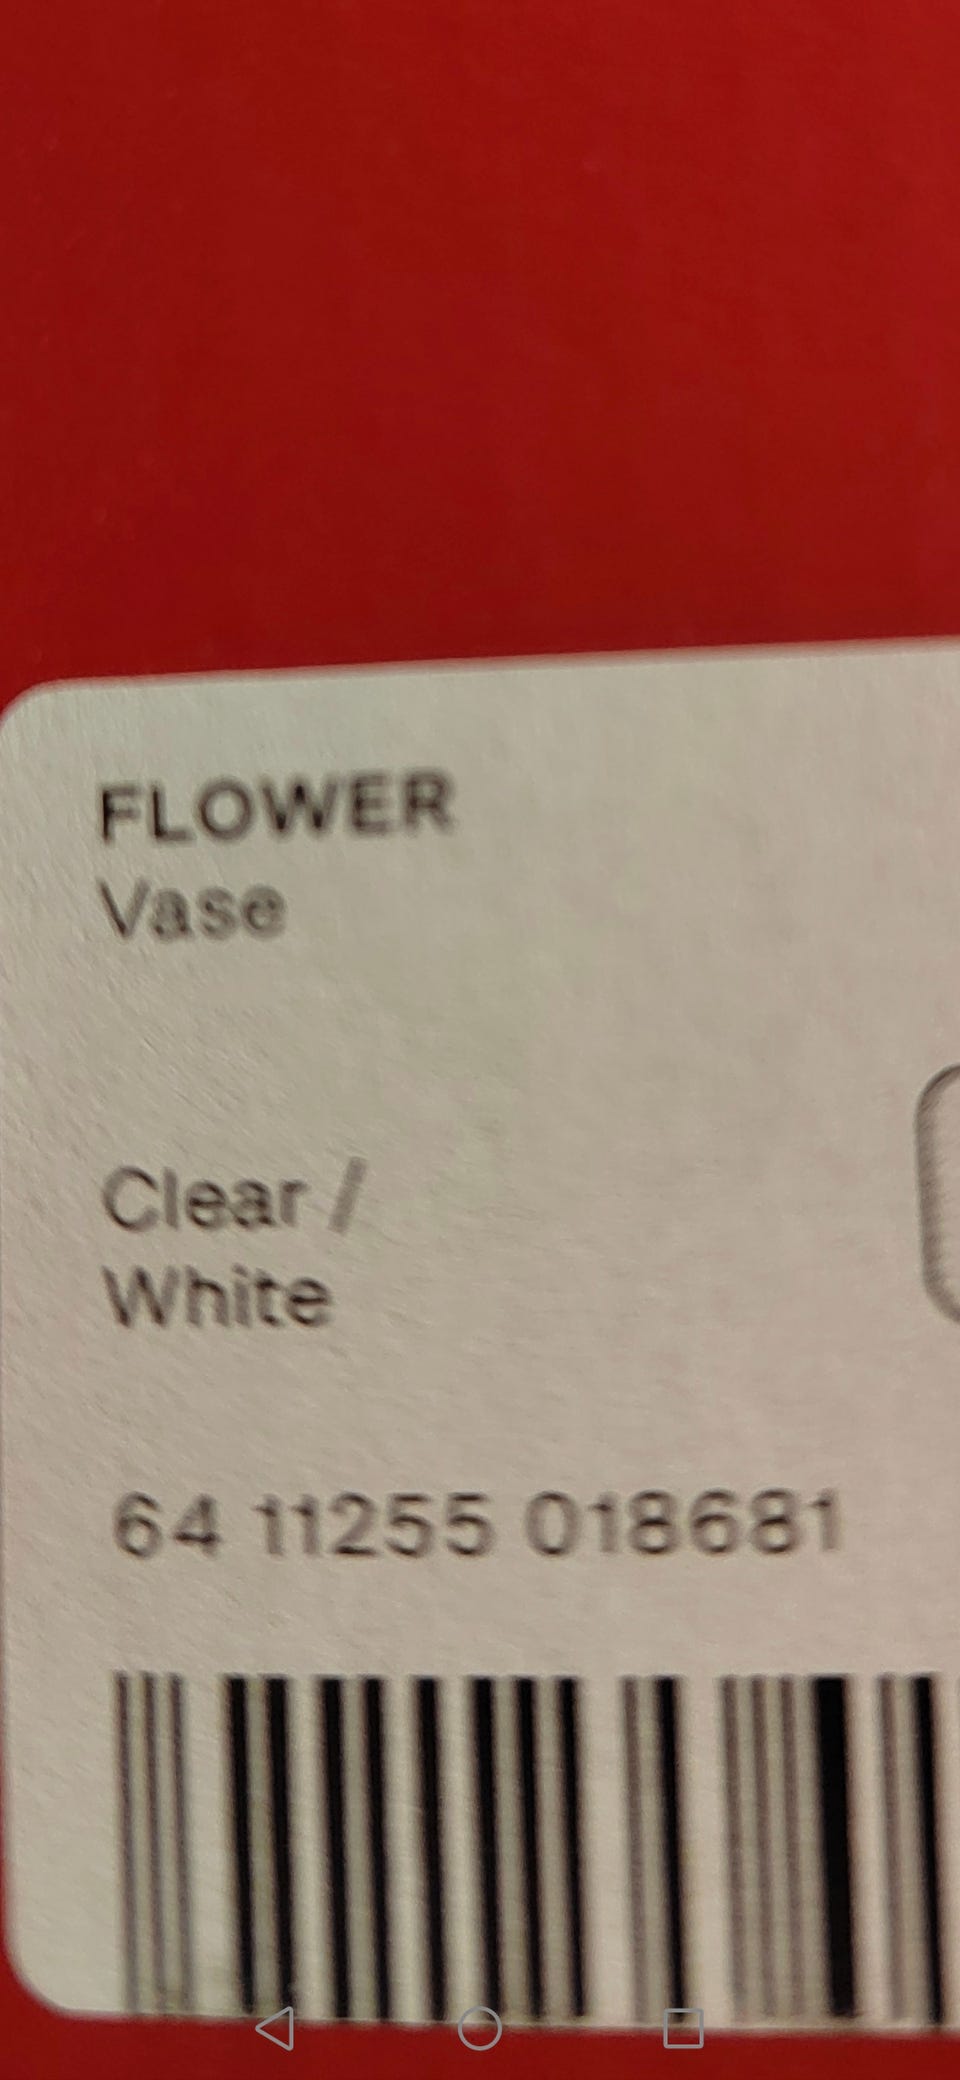 FLOWER
Vase
Clear /
White
64 11255 018681